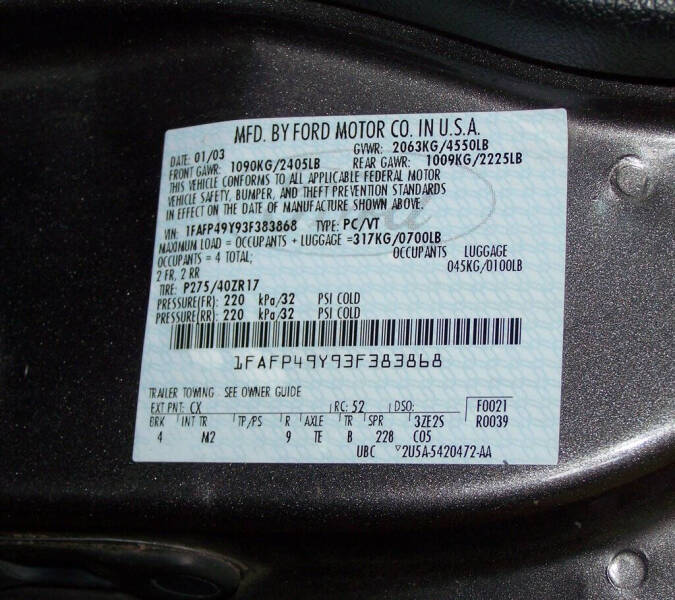 MFD. BY FORD MOTOR CO. IN U.S.A.
DATE: 01/03 GVWR: 2063KG/4550LB
FRONT GAWR: 1090KG/2405LB REAR GAWR: 1009KG/2225LB
THIS VEHICLE CONFORMS TO ALL APPLICABLE FEDERAL MOTOR
VEHICLE SAFETY, BUMPER, AND THEFT PREVENTION STANDARDS
IN EFFECT ON THE DATE OF MANUFACTURE SHOWN ABOVE.
VIN: 1FAFP49Y93F383868 TYPE: PC/VT
MAXIMUM LOAD = OCCUPANTS + LUGGAGE =317KG/0700LB
OCCUPANTS = 4 TOTAL; OCCUPANTS LUGGAGE
2 FR, 2 RR 045KG/0100LB
TIRE: P275/40ZR17
PRESSURE(FR): 220 kPa/32 PSI COLD
PRESSURE(RR): 220 kPa/32 PSI COLD
1FAFP49Y93F383868
TRAILER TOWING - SEE OWNER GUIDE
EXT PNT: CX RC: 52 DSO: F0021
BRK INT TR TP/PS R AXLE TR SPR 3ZE2S R0039
4 M2 9 TE B 228 C05
UBC ▽2U5A-5420472-AA